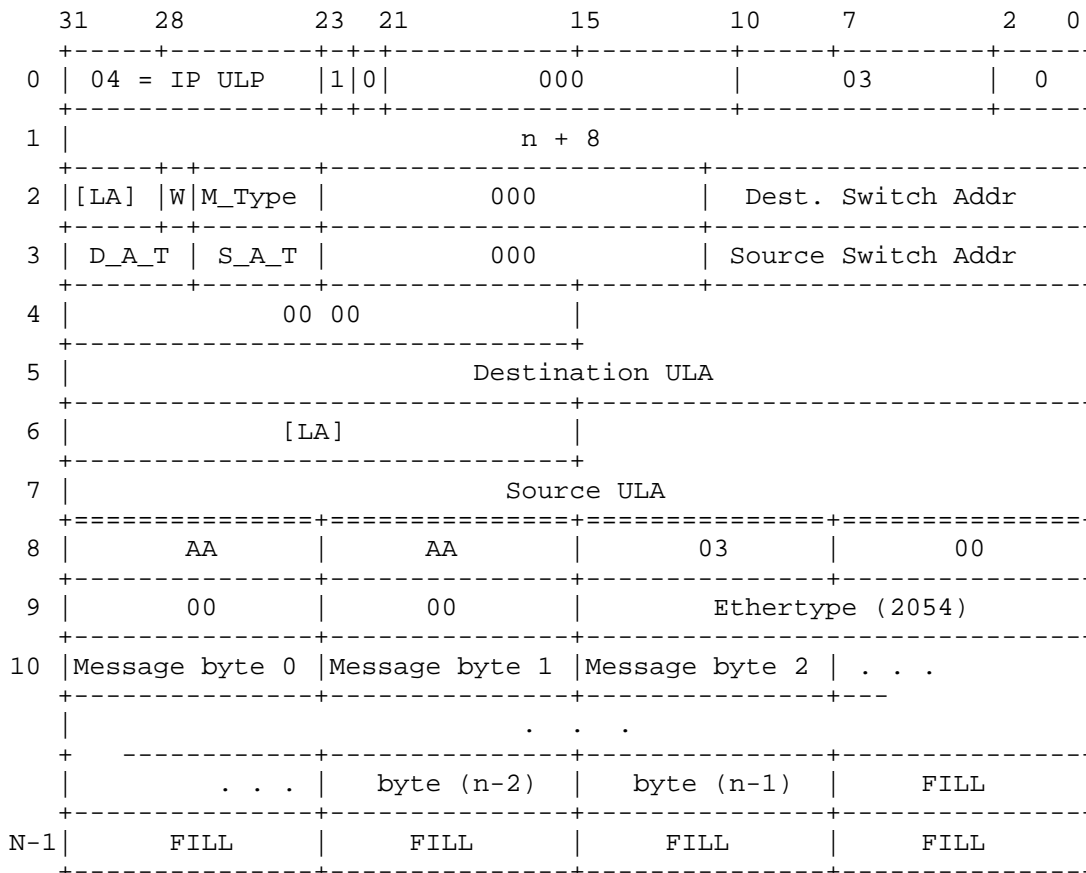 31    28         23  21           15         10      7          2    0
+-----+---------+-+-+-----------+---------+-----+---------+-----
0 | 04 = IP ULP |1|0| 000 | 03 | 0
+---------------+-+-+---------------------+---------------+-----
1 | n + 8
+-----+-+-------+-----------------------+-----------------------
2 |[LA] |W|M_Type | 000 | Dest. Switch Addr
+-----+-+-------+-----------------------+-----------------------
3 | D_A_T | S_A_T | 000 | Source Switch Addr
+-------+-------+---------------+-------+-----------------------
4 | 00 00 |
+-------------------------------+
5 | Destination ULA
+-------------------------------+-------------------------------
6 | [LA] |
+-------------------------------+
7 | Source ULA
+===============+===============+===============+===============
8 | AA | AA | 03 | 00
+---------------+---------------+---------------+---------------
9 | 00 | 00 | Ethertype (2054)
+---------------+---------------+-------------------------------
10 |Message byte 0 |Message byte 1 |Message byte 2 | . . .
+---------------+---------------+---------------+---
| . . .
+ ------------+---------------+---------------+---------------
| . . . | byte (n-2) | byte (n-1) | FILL
+---------------+---------------+---------------+---------------
N-1| FILL | FILL | FILL | FILL
+---------------+---------------+---------------+---------------